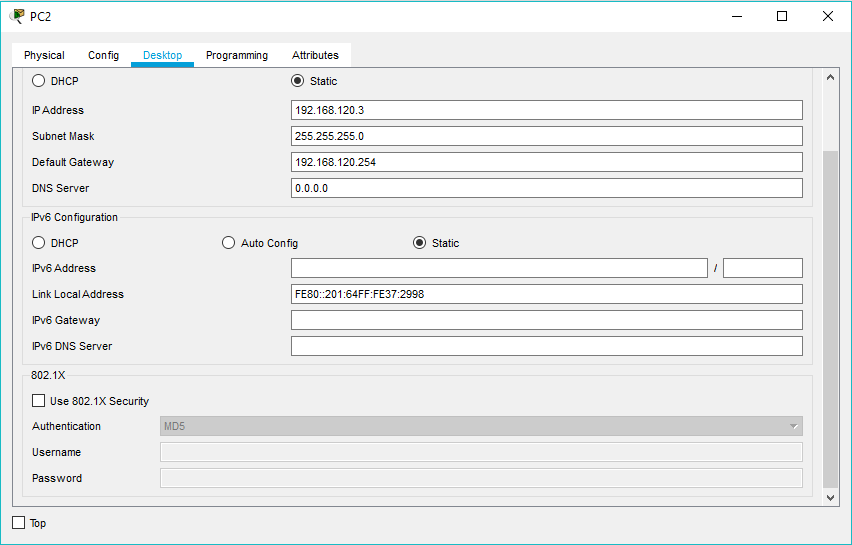 PC2
Physical Config Desktop Programming Attributes
DHCP Static
IP Address 192.168.120.3
Subnet Mask 255.255.255.0
Default Gateway 192.168.120.254
DNS Server 0.0.0.0
IPv6 Configuration
DHCP Auto Config Static
IPv6 Address /
Link Local Address FE80::201:64FF:FE37:2998
IPv6 Gateway
IPv6 DNS Server
802.1X
Use 802.1X Security
Authentication MD5
Username
Password
Top